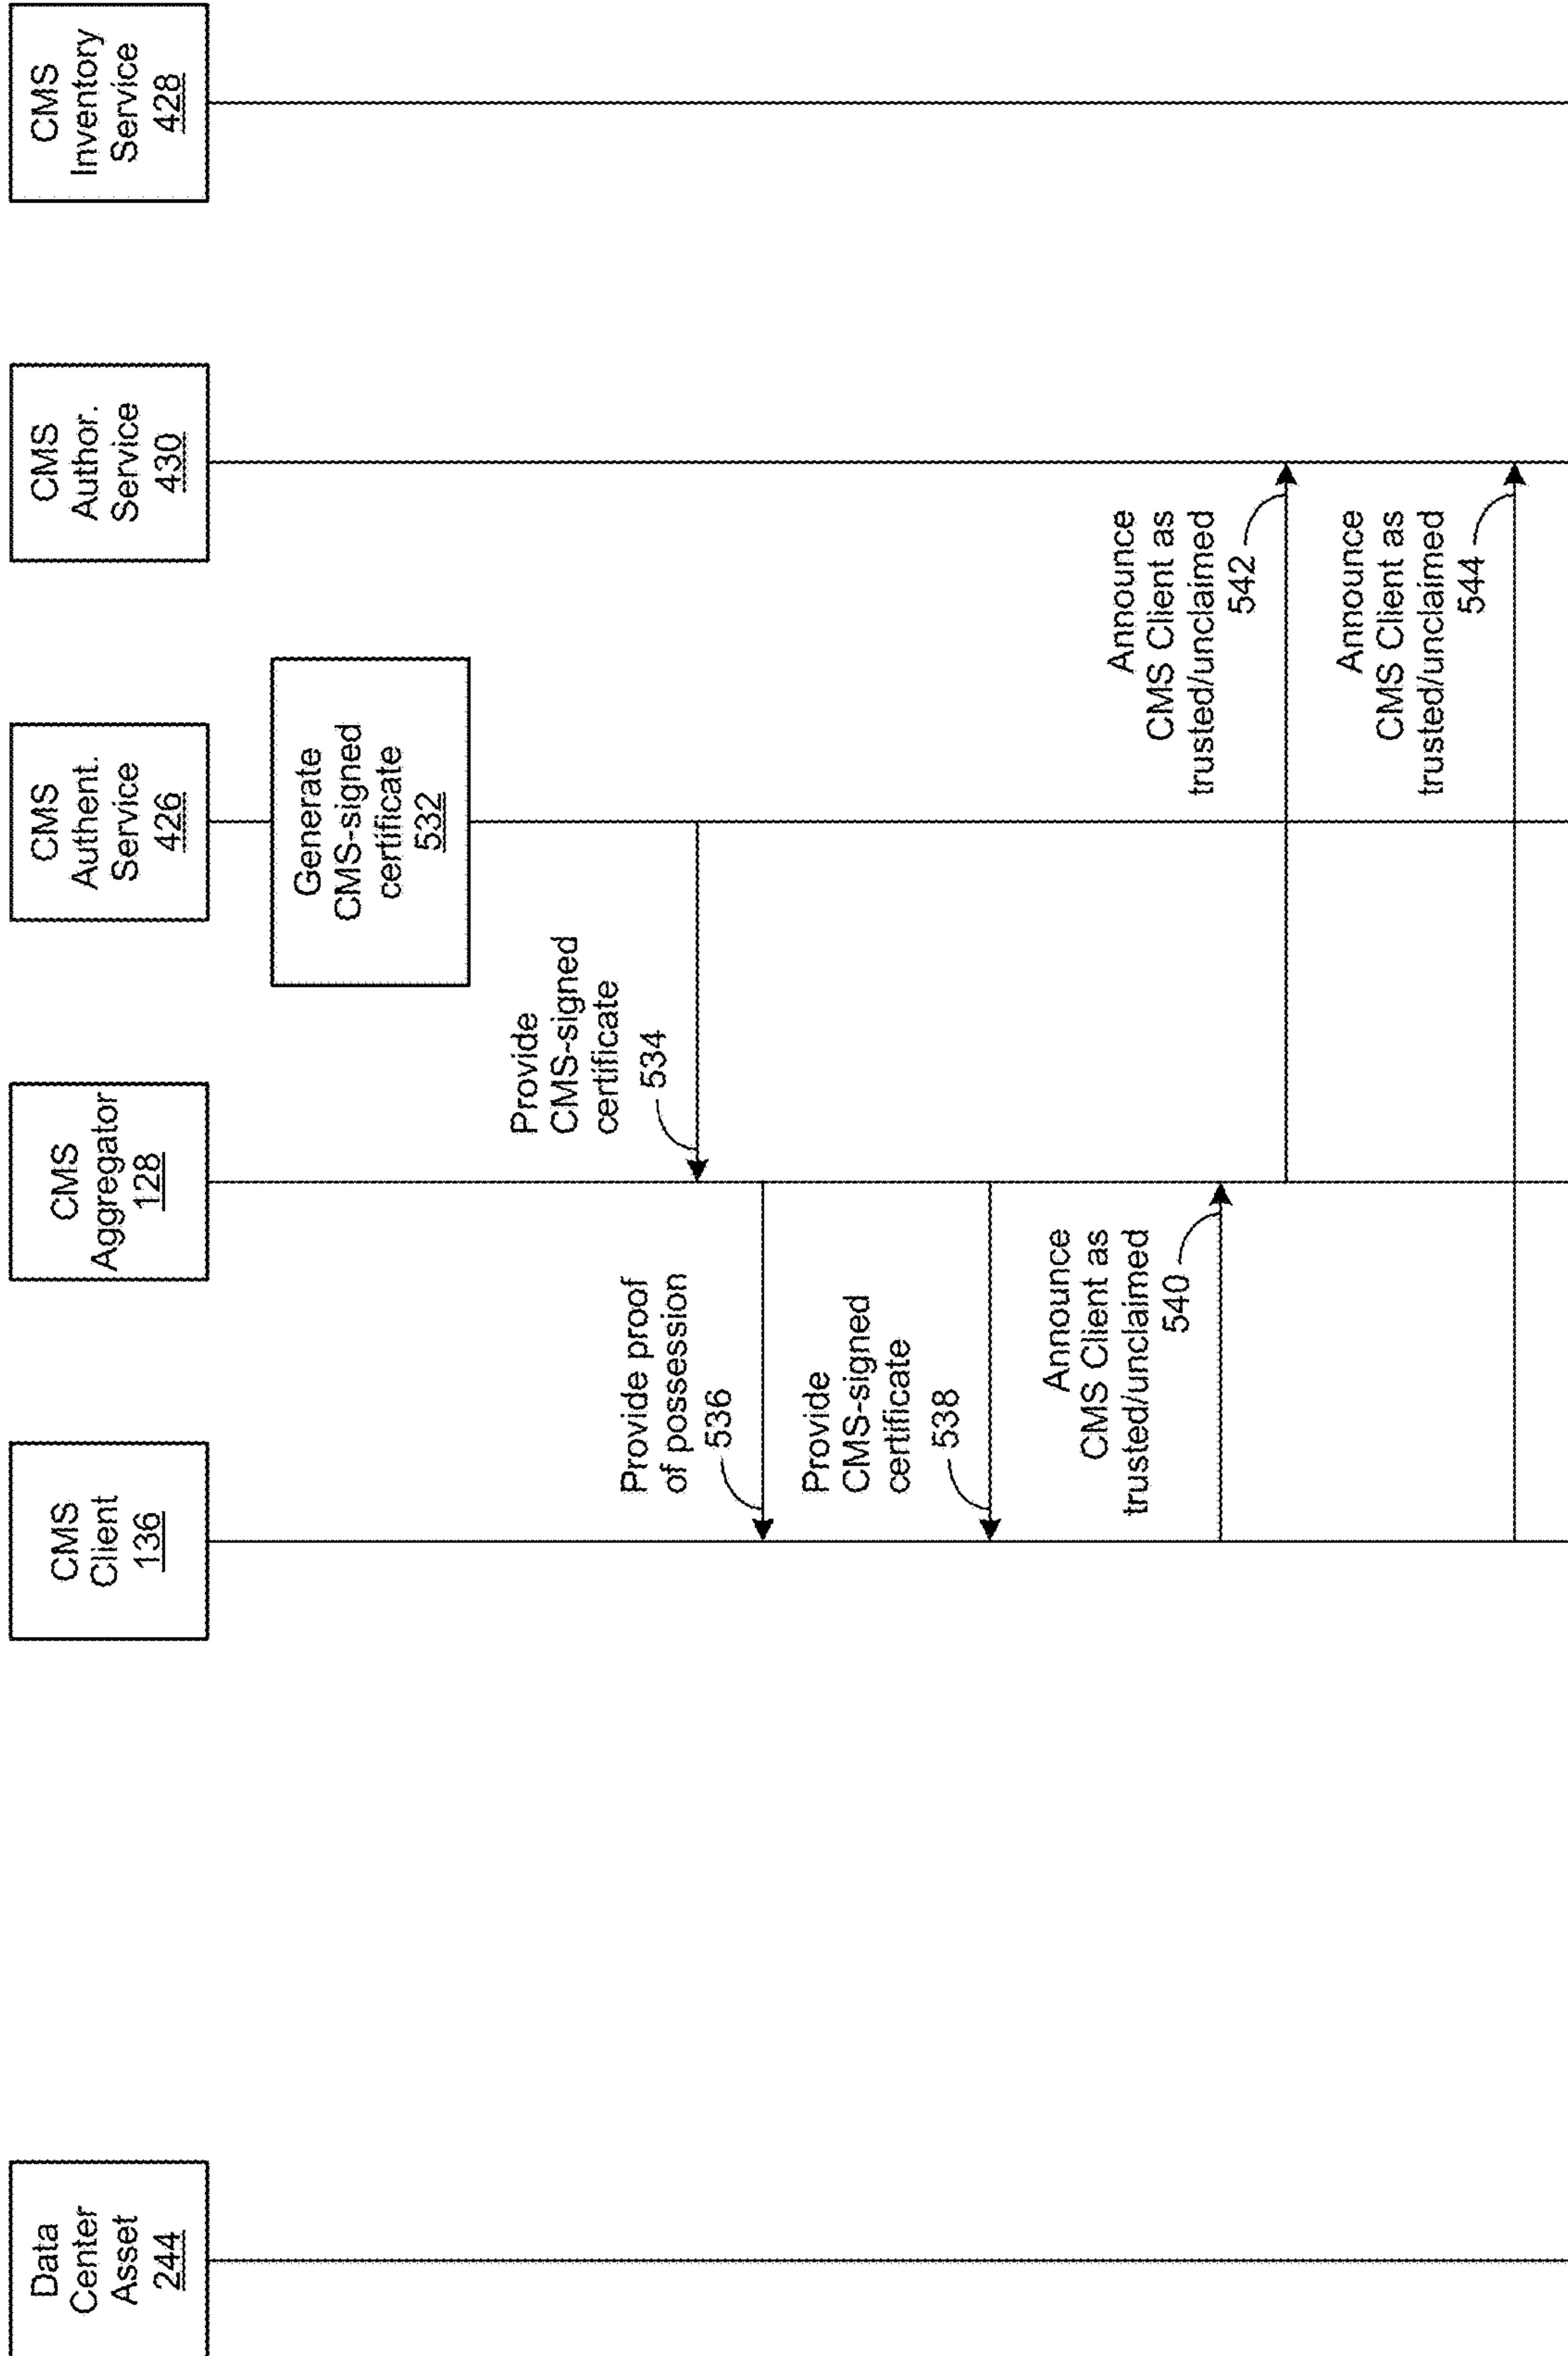 Data
Center
Asset
244
CMS
Client
136
CMS
Aggregator
128
CMS
Authent.
Service
426
CMS
Author.
Service
430
CMS
Inventory
Service
428
Generate
CMS-signed
certificate
532
Provide
CMS-signed
certificate
534
Provide proof
of possession
536
Provide
CMS-signed
certificate
538
Announce
CMS Client as
trusted/unclaimed
540
Announce
CMS Client as
trusted/unclaimed
542
Announce
CMS Client as
trusted/unclaimed
544